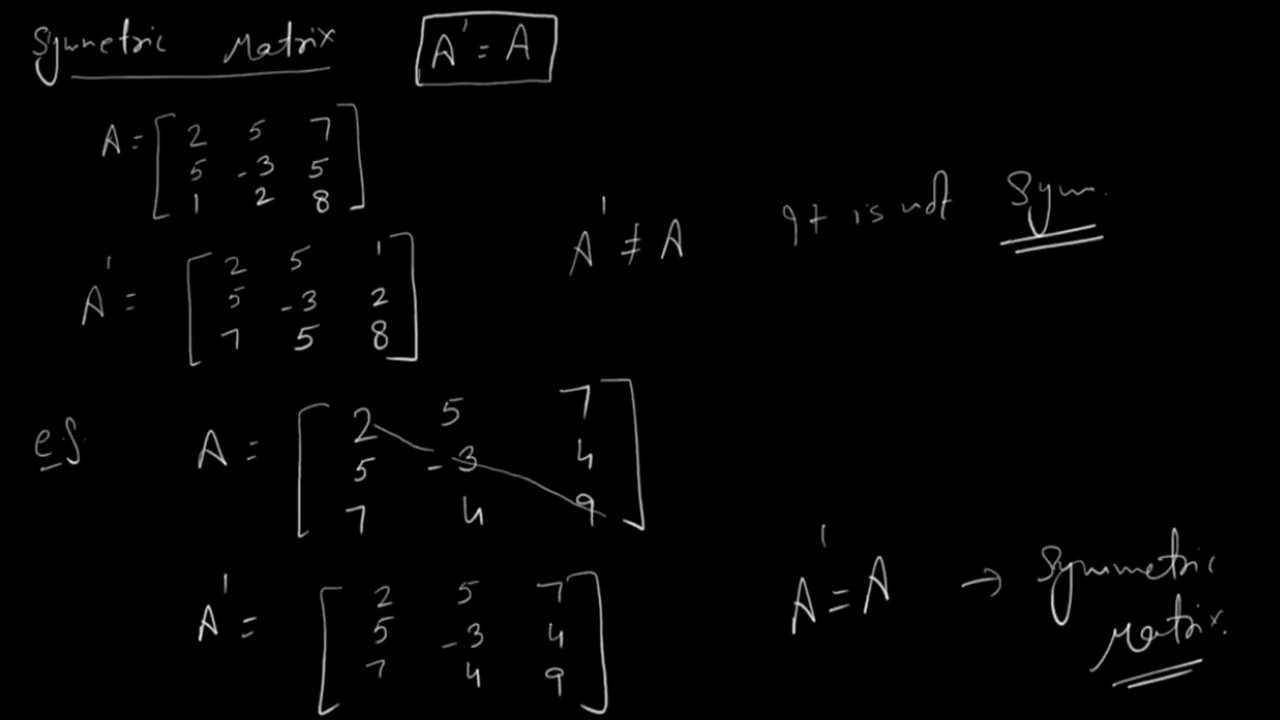 Symmetric Matrix A' = A
A = [ 2 5 7
5 -3 5
1 2 8 ]
A' = [ 2 5 1
5 -3 2
7 5 8 ]
A' ≠ A It is not Sym.
e.g. A = [ 2 5 7
5 -3 4
7 4 9 ]
A' = [ 2 5 7
5 -3 4
7 4 9 ]
A' = A → Symmetric
Matrix.